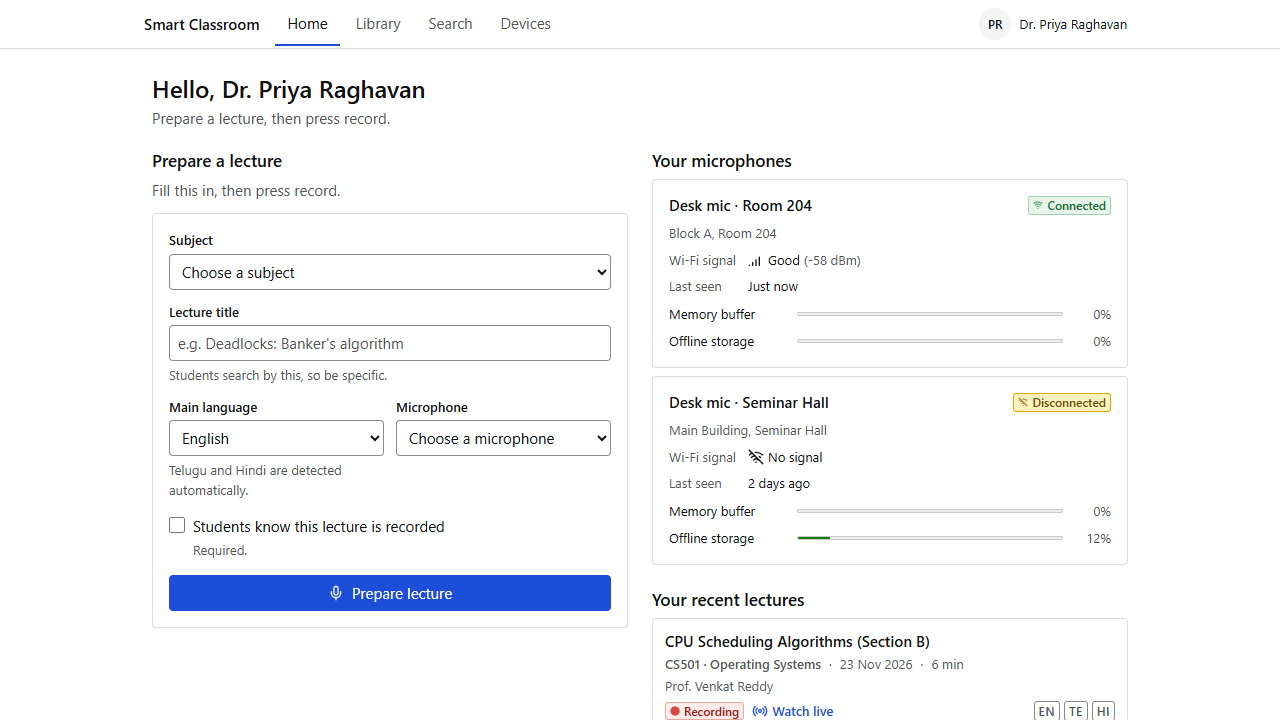 Smart Classroom
Home
Library
Search
Devices
PR
Dr. Priya Raghavan
Hello, Dr. Priya Raghavan
Prepare a lecture, then press record.
Prepare a lecture
Fill this in, then press record.
Subject
Choose a subject
Lecture title
e.g. Deadlocks: Banker's algorithm
Students search by this, so be specific.
Main language
Microphone
English
Choose a microphone
Telugu and Hindi are detected
automatically.
Students know this lecture is recorded
Required.
Prepare lecture
Your microphones
Desk mic · Room 204
Connected
Block A, Room 204
Wi-Fi signal Good (-58 dBm)
Last seen Just now
Memory buffer 0%
Offline storage 0%
Desk mic · Seminar Hall
Disconnected
Main Building, Seminar Hall
Wi-Fi signal No signal
Last seen 2 days ago
Memory buffer 0%
Offline storage 12%
Your recent lectures
CPU Scheduling Algorithms (Section B)
CS501 · Operating Systems · 23 Nov 2026 · 6 min
Prof. Venkat Reddy
Recording Watch live EN TE HI